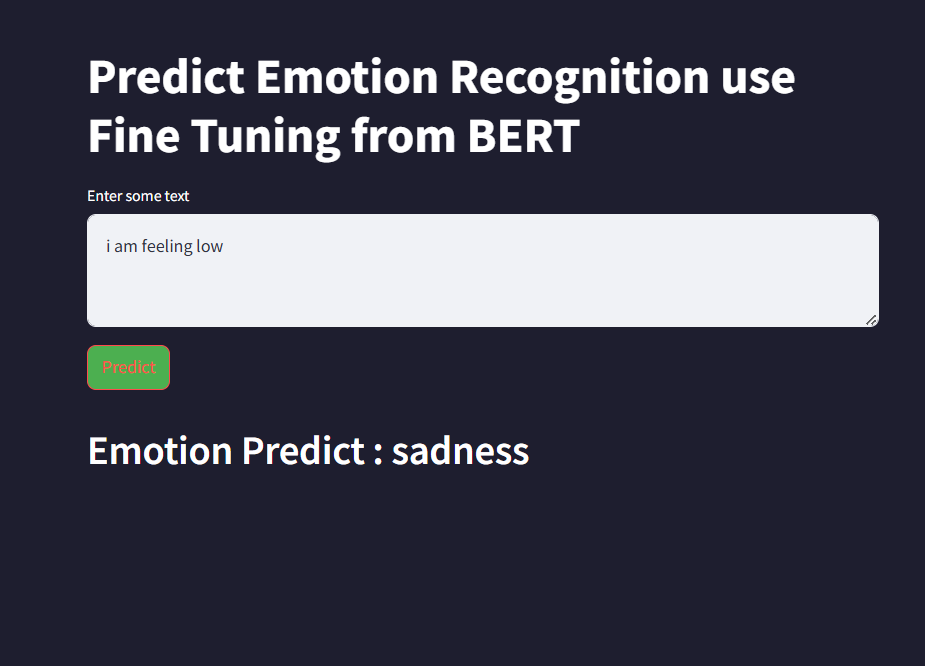 Predict Emotion Recognition use
Fine Tuning from BERT
Enter some text
i am feeling low
Predict
Emotion Predict : sadness